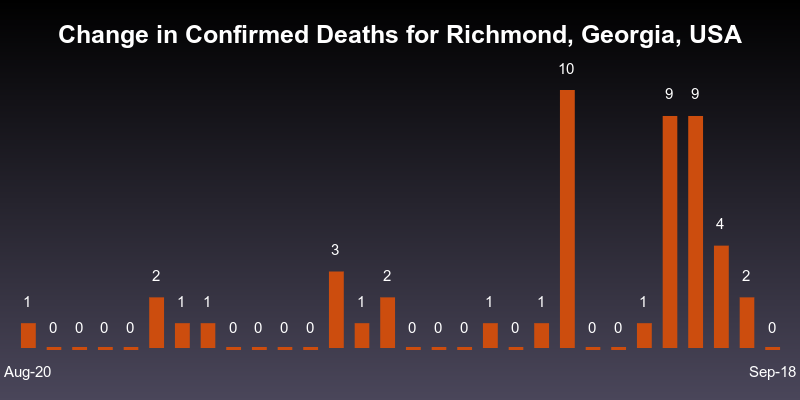 Change in Confirmed Deaths for Richmond, Georgia, USA
1 0 0 0 0 2 1 1 0 0 0 0 3 1 2 0 0 0 1 0 1 10 0 0 1 9 9 4 2 0
Aug-20 Sep-18